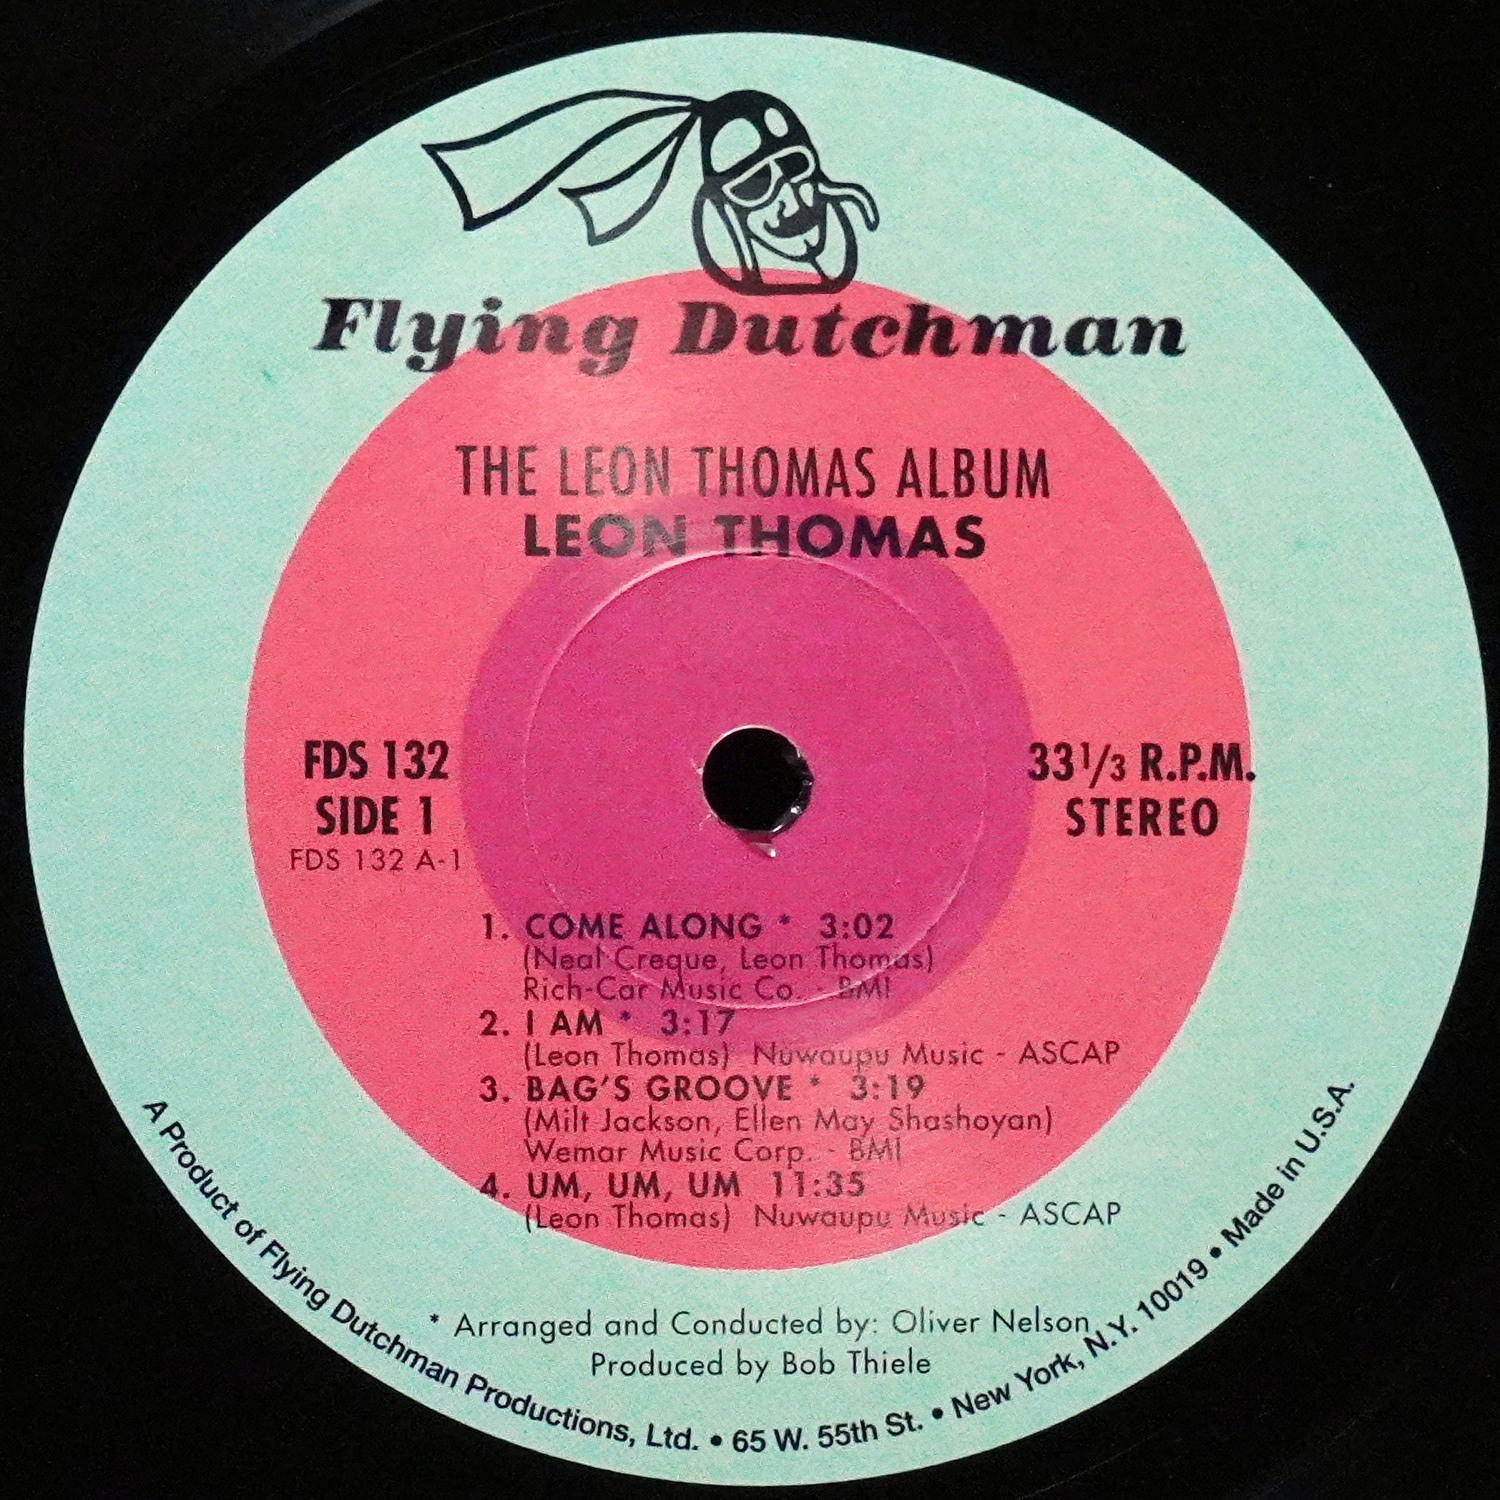 Flying Dutchman
THE LEON THOMAS ALBUM
LEON THOMAS
FDS 132
SIDE 1
FDS 132 A-1
33 1/3 R.P.M.
STEREO
1. COME ALONG * 3:02
(Neal Creque, Leon Thomas)
Rich-Car Music Co. - BMI
2. I AM * 3:17
(Leon Thomas) Nuwaupu Music - ASCAP
3. BAG'S GROOVE * 3:19
(Milt Jackson, Ellen May Shashoyan)
Wemar Music Corp. - BMI
4. UM, UM, UM 11:35
(Leon Thomas) Nuwaupu Music - ASCAP
* Arranged and Conducted by: Oliver Nelson
Produced by Bob Thiele
A Product of Flying Dutchman Productions, Ltd. • 65 W. 55th St. • New York, N.Y. 10019 • Made in U.S.A.